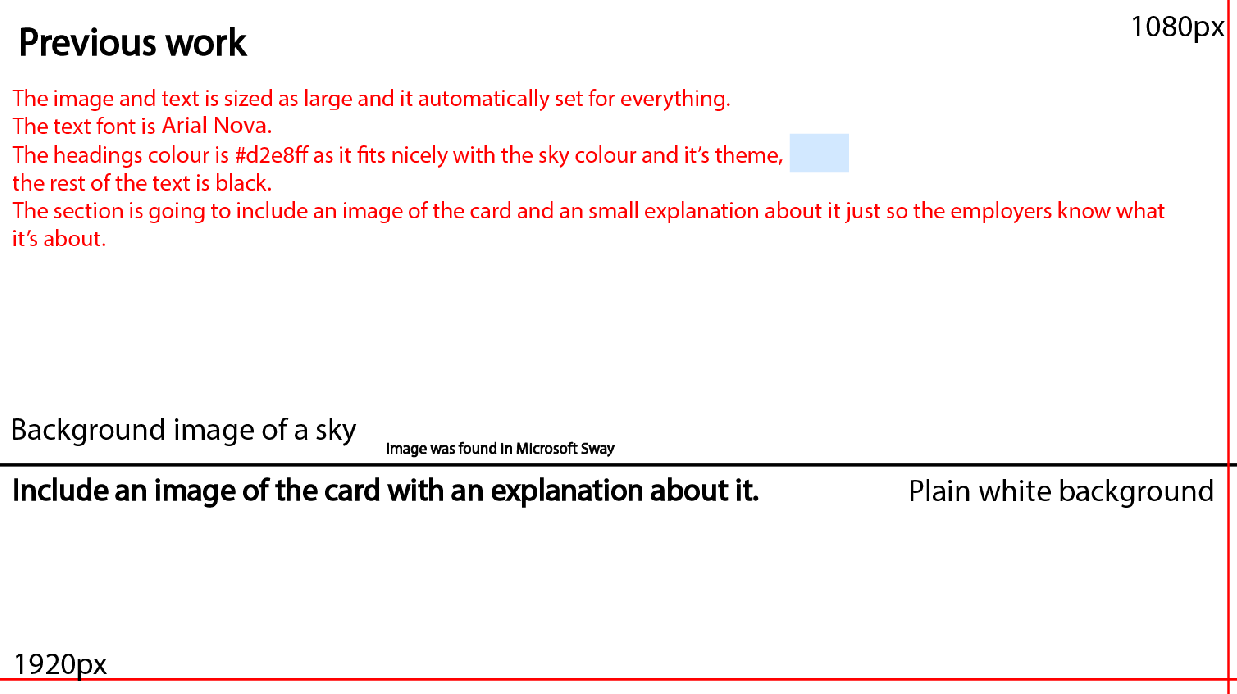 1080px
Previous work
The image and text is sized as large and it automatically set for everything.
The text font is Arial Nova.
The headings colour is #d2e8ff as it fits nicely with the sky colour and it's theme,
the rest of the text is black.
The section is going to include an image of the card and an small explanation about it just so the employers know what
it's about.
Background image of a sky
Image was found in Microsoft Sway
Include an image of the card with an explanation about it.
Plain white background
1920px